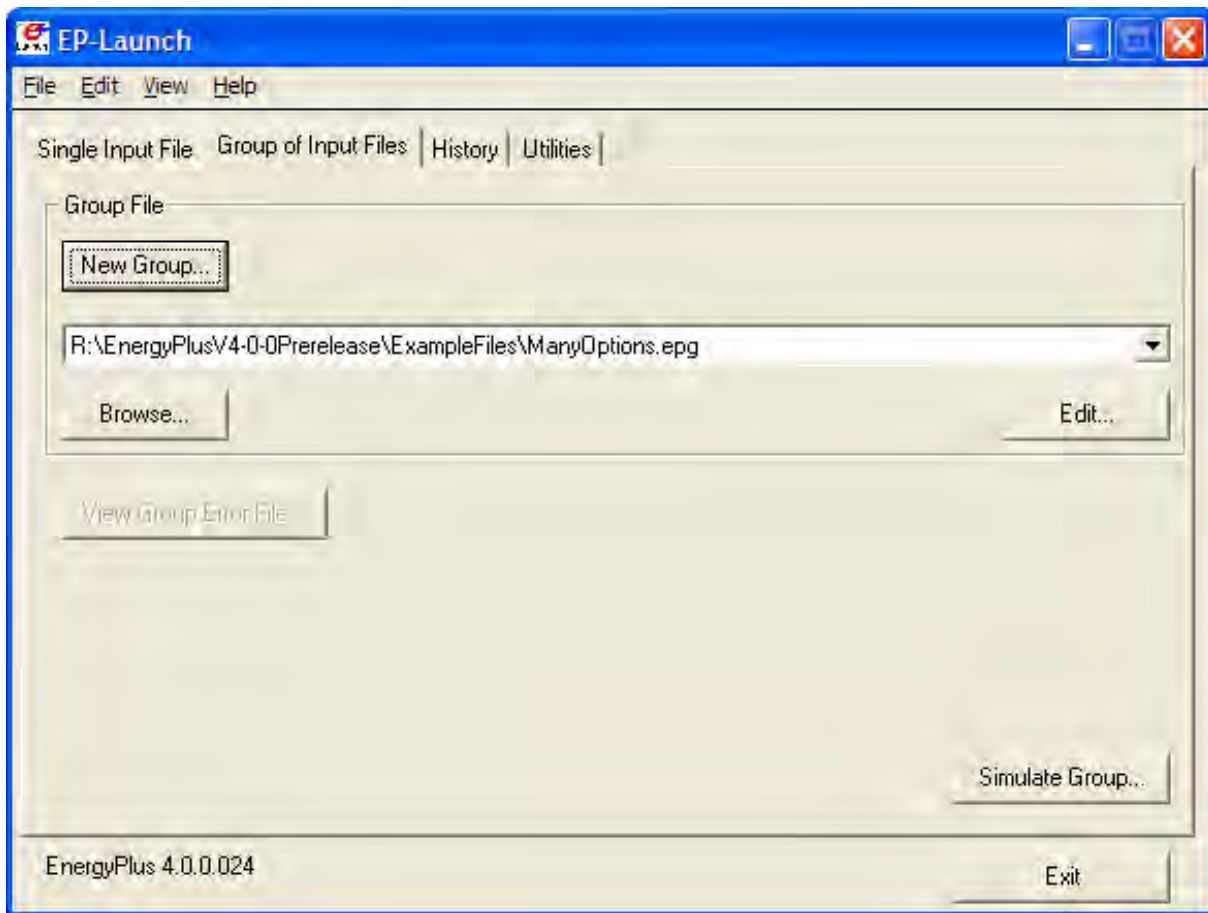 EP-Launch
File Edit View Help
Single Input File Group of Input Files History Utilities
Group File
New Group...
R:\EnergyPlusV4-0-0Prerelease\ExampleFiles\ManyOptions.epg
Browse... Edit...
View Group Error File
Simulate Group...
EnergyPlus 4.0.0.024 Exit